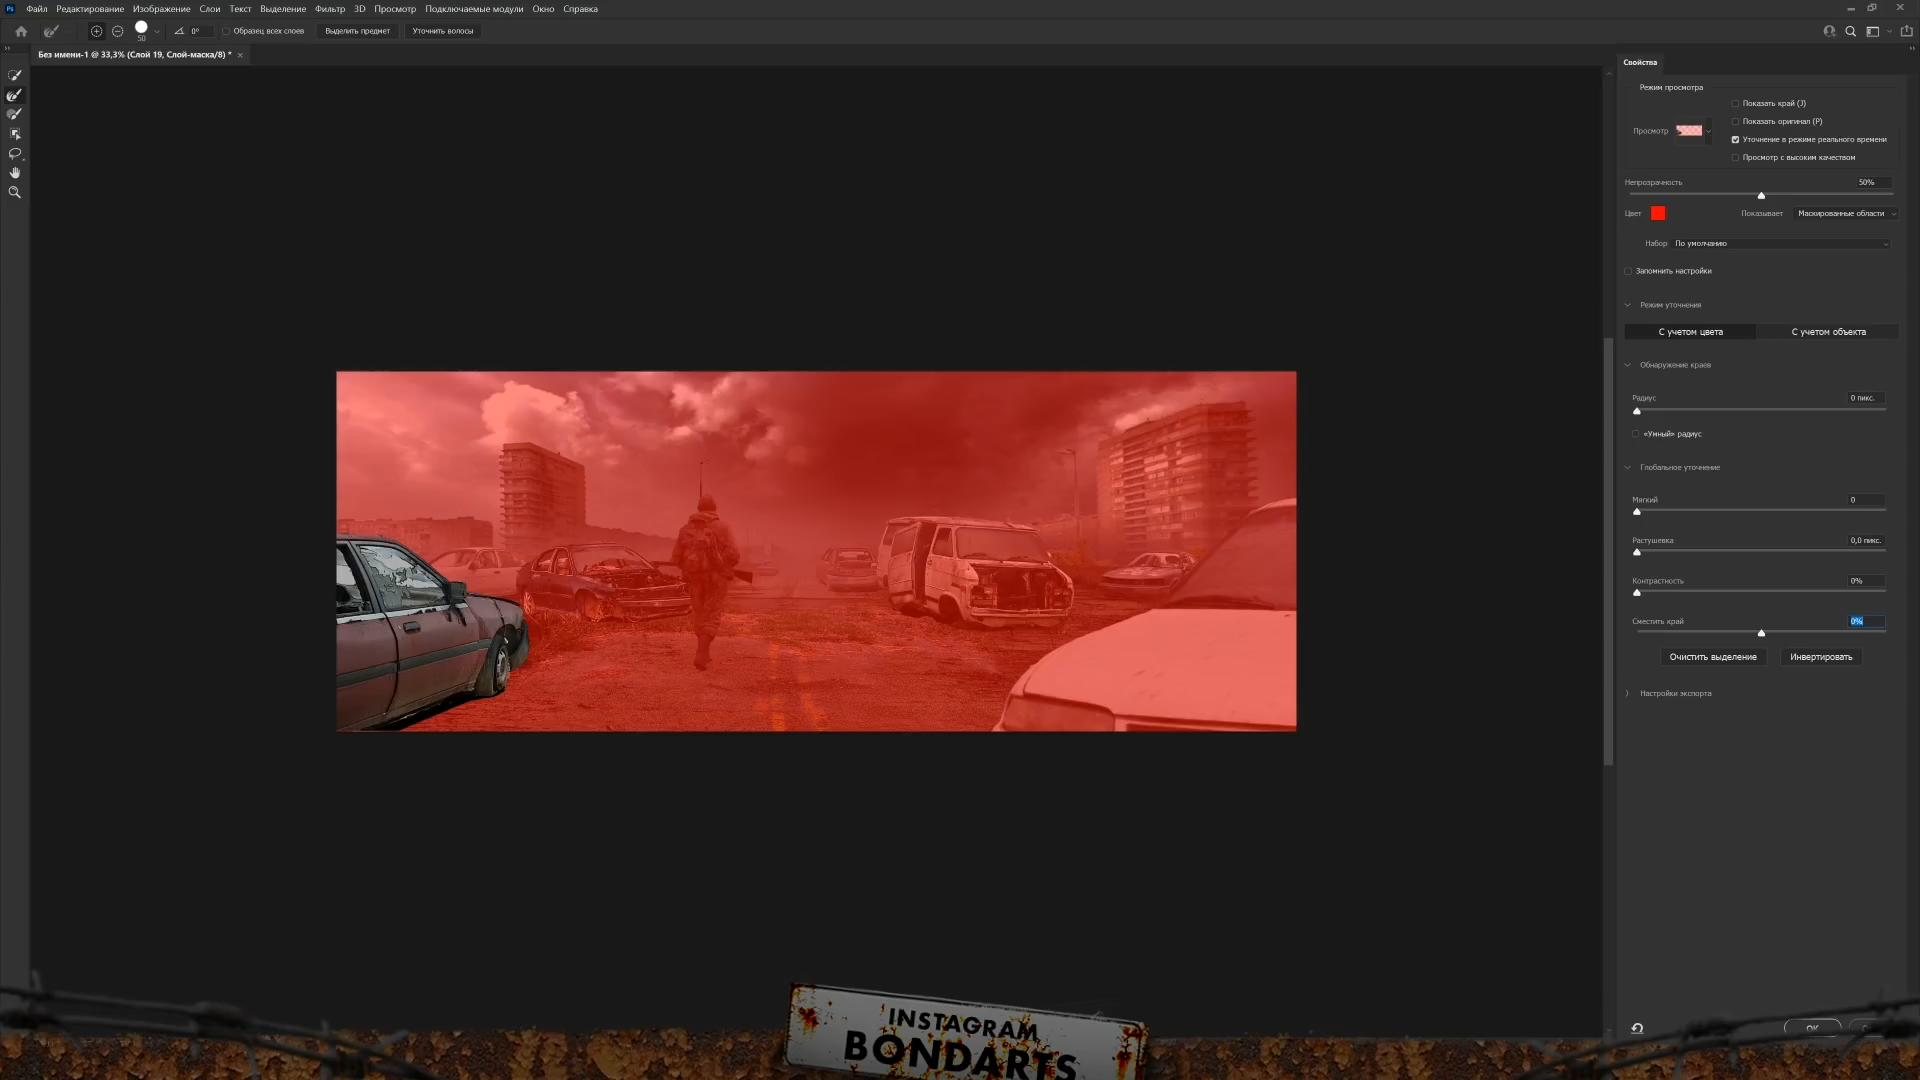 Ps Файл Редактирование Изображение Слои Текст Выделение Фильтр 3D Просмотр Подключаемые модули Окно Справка
50 0° Образец всех слоев Выделить предмет Уточнить волосы
Без имени-1 @ 33,3% (Слой 19, Слой-маска/8) * ×
Свойства
Режим просмотра
Показать край (J)
Показать оригинал (P)
Просмотр
Уточнение в режиме реального времени
Просмотр с высоким качеством
Непрозрачность 50%
Цвет Показывает Маскированные области
Набор По умолчанию
Запомнить настройки
Режим уточнения
С учетом цвета С учетом объекта
Обнаружение краев
Радиус 0 пикс.
«Умный» радиус
Глобальное уточнение
Мягкий 0
Растушевка 0,0 пикс.
Контрастность 0%
Сместить край 0%
Очистить выделение Инвертировать
Настройки экспорта
OK
INSTAGRAM
BONDARTS